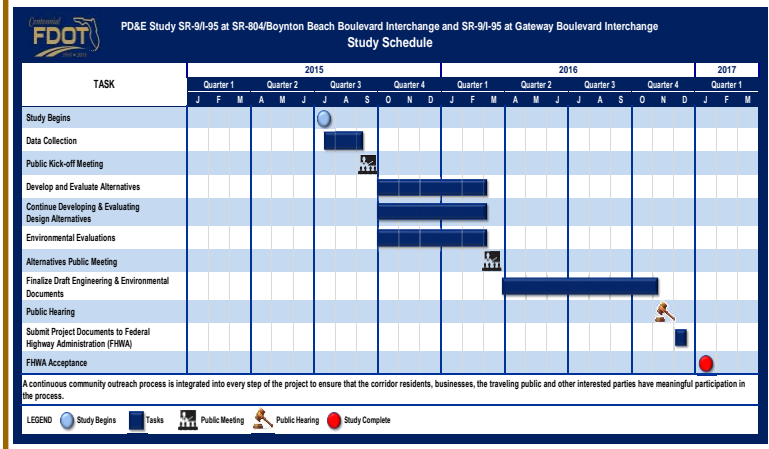 Centennial
FDOT
1915 • 2015
PD&E Study SR-9/I-95 at SR-804/Boynton Beach Boulevard Interchange and SR-9/I-95 at Gateway Boulevard Interchange
Study Schedule
TASK
2015 2016 2017
Quarter 1 Quarter 2 Quarter 3 Quarter 4 Quarter 1 Quarter 2 Quarter 3 Quarter 4 Quarter 1
J F M A M J J A S O N D J F M A M J J A S O N D J F M
Study Begins
Data Collection
Public Kick-off Meeting
Develop and Evaluate Alternatives
Continue Developing & Evaluating
Design Alternatives
Environmental Evaluations
Alternatives Public Meeting
Finalize Draft Engineering & Environmental
Documents
Public Hearing
Submit Project Documents to Federal
Highway Administration (FHWA)
FHWA Acceptance
A continuous community outreach process is integrated into every step of the project to ensure that the corridor residents, businesses, the traveling public and other interested parties have meaningful participation in
the process.
LEGEND Study Begins Tasks Public Meeting Public Hearing Study Complete